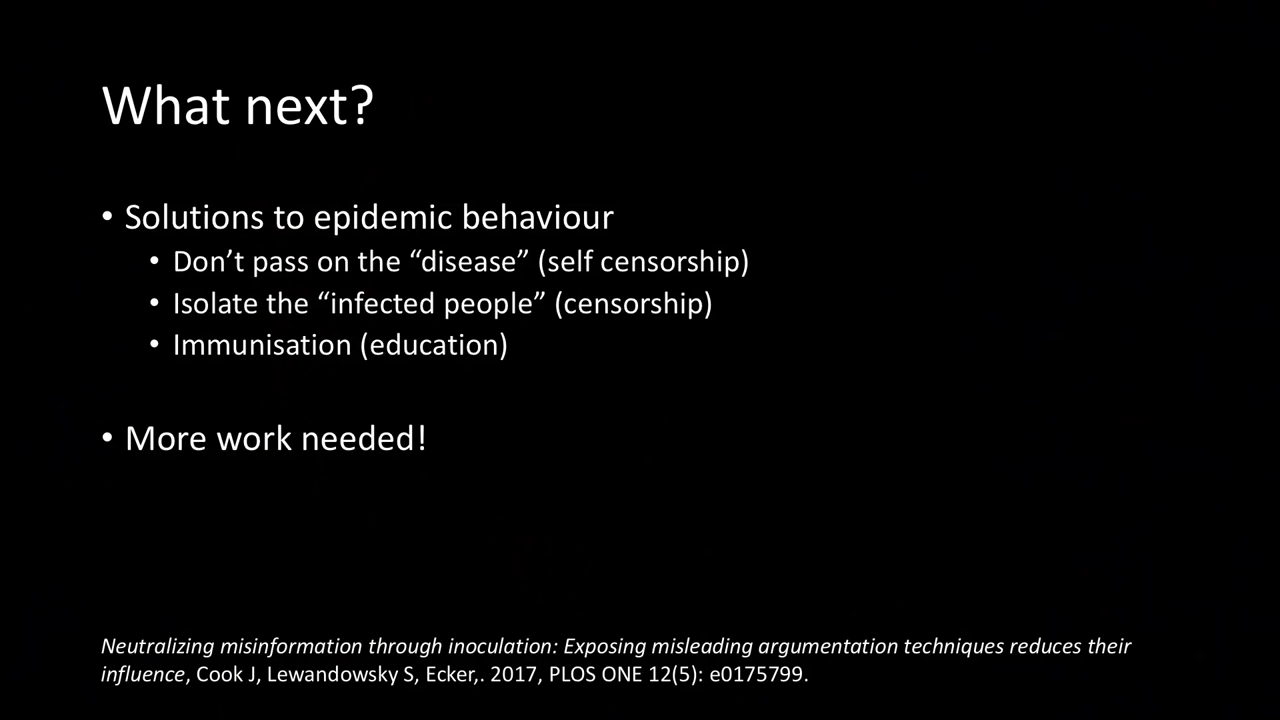 What next?
• Solutions to epidemic behaviour
• Don’t pass on the “disease” (self censorship)
• Isolate the “infected people” (censorship)
• Immunisation (education)
• More work needed!
Neutralizing misinformation through inoculation: Exposing misleading argumentation techniques reduces their
influence, Cook J, Lewandowsky S, Ecker,. 2017, PLOS ONE 12(5): e0175799.